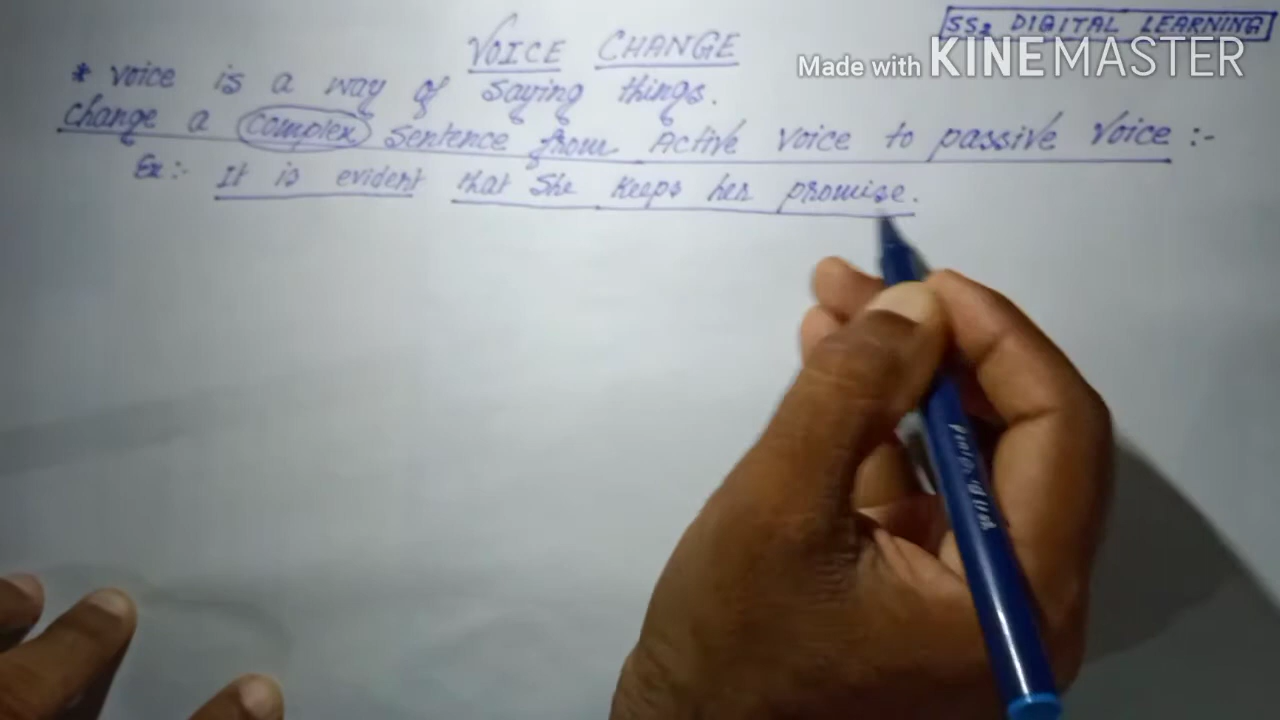 SS2 DIGITAL LEARNING
Made with KINEMASTER
VOICE CHANGE
* Voice is a way of saying things.
Change a complex sentence from Active voice to passive voice :-
Ex :- It is evident that she keeps her promise.